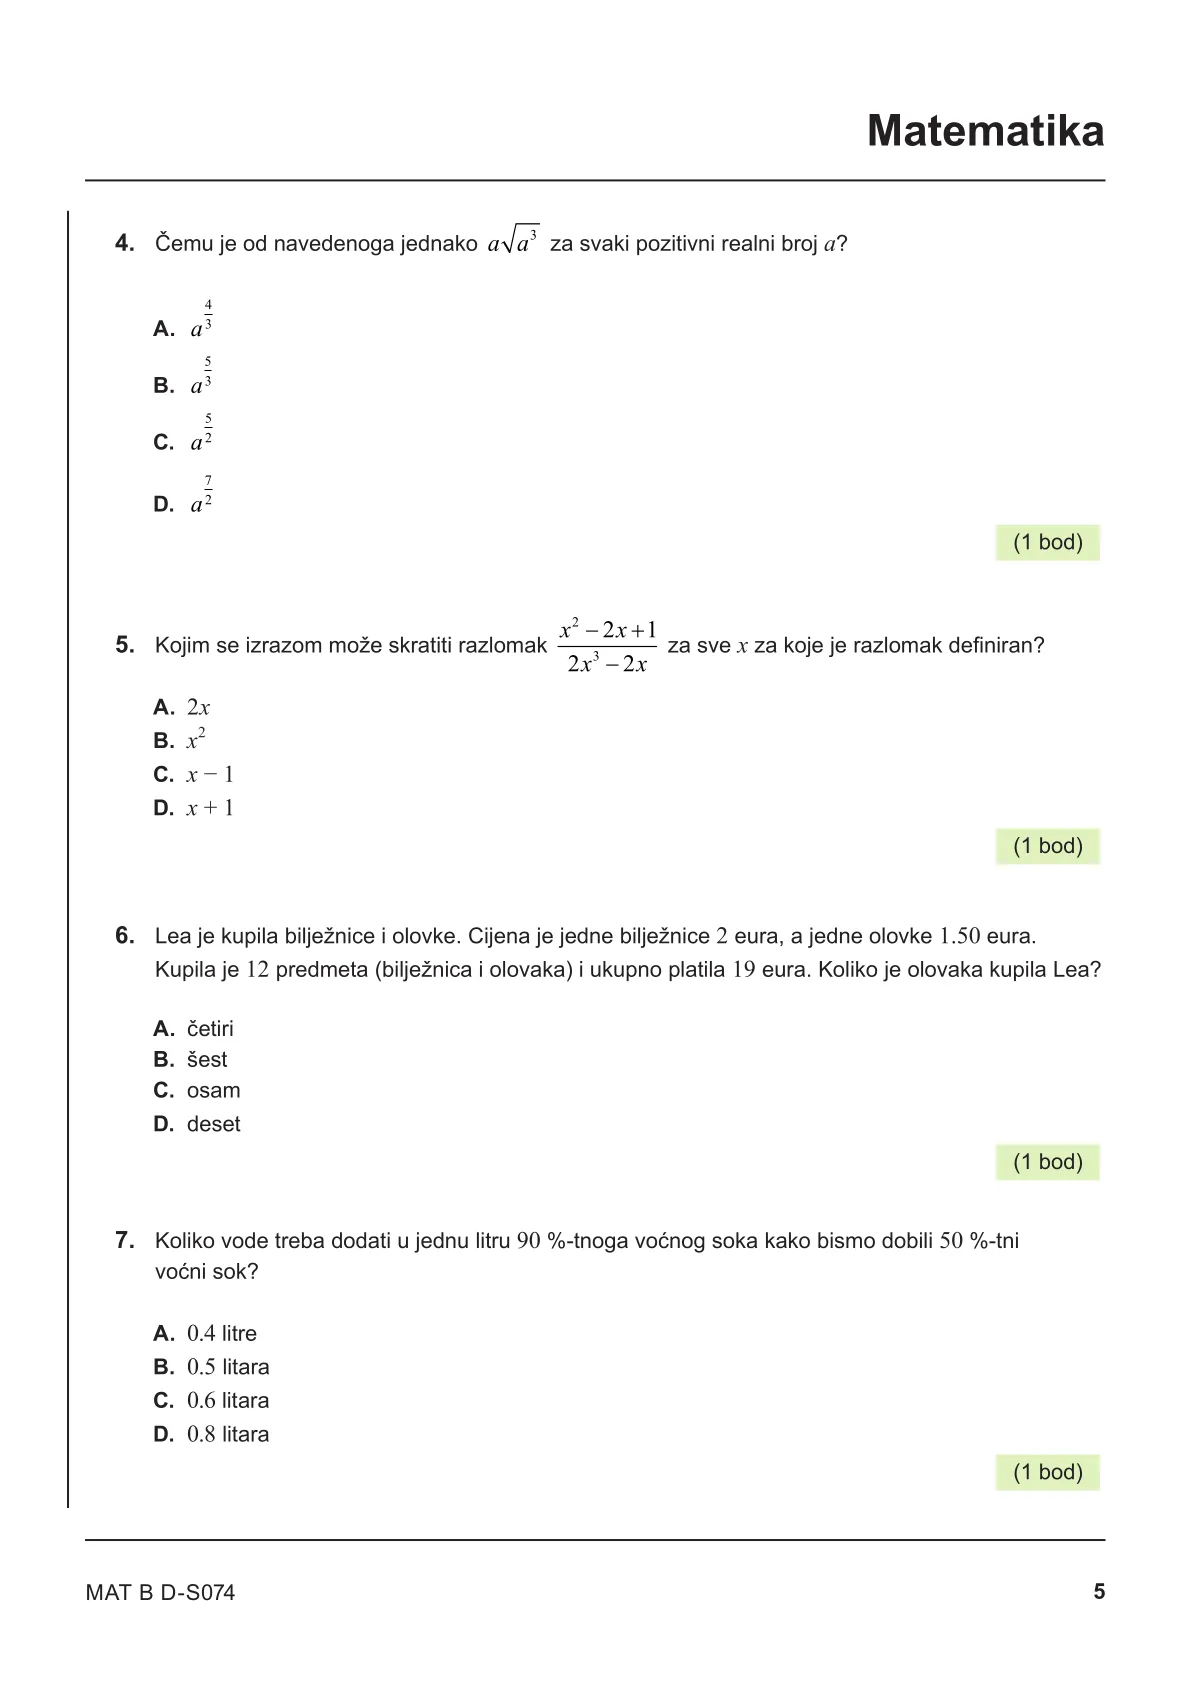 Matematika
4. Čemu je od navedenoga jednako a√a³ za svaki pozitivni realni broj a?
A. a^(4/3)
B. a^(5/3)
C. a^(5/2)
D. a^(7/2)
(1 bod)
5. Kojim se izrazom može skratiti razlomak (x² − 2x + 1)/(2x³ − 2x) za sve x za koje je razlomak definiran?
A. 2x
B. x²
C. x − 1
D. x + 1
(1 bod)
6. Lea je kupila bilježnice i olovke. Cijena je jedne bilježnice 2 eura, a jedne olovke 1.50 eura.
Kupila je 12 predmeta (bilježnica i olovaka) i ukupno platila 19 eura. Koliko je olovaka kupila Lea?
A. četiri
B. šest
C. osam
D. deset
(1 bod)
7. Koliko vode treba dodati u jednu litru 90 %-tnoga voćnog soka kako bismo dobili 50 %-tni
voćni sok?
A. 0.4 litre
B. 0.5 litara
C. 0.6 litara
D. 0.8 litara
(1 bod)
MAT B D-S074
5